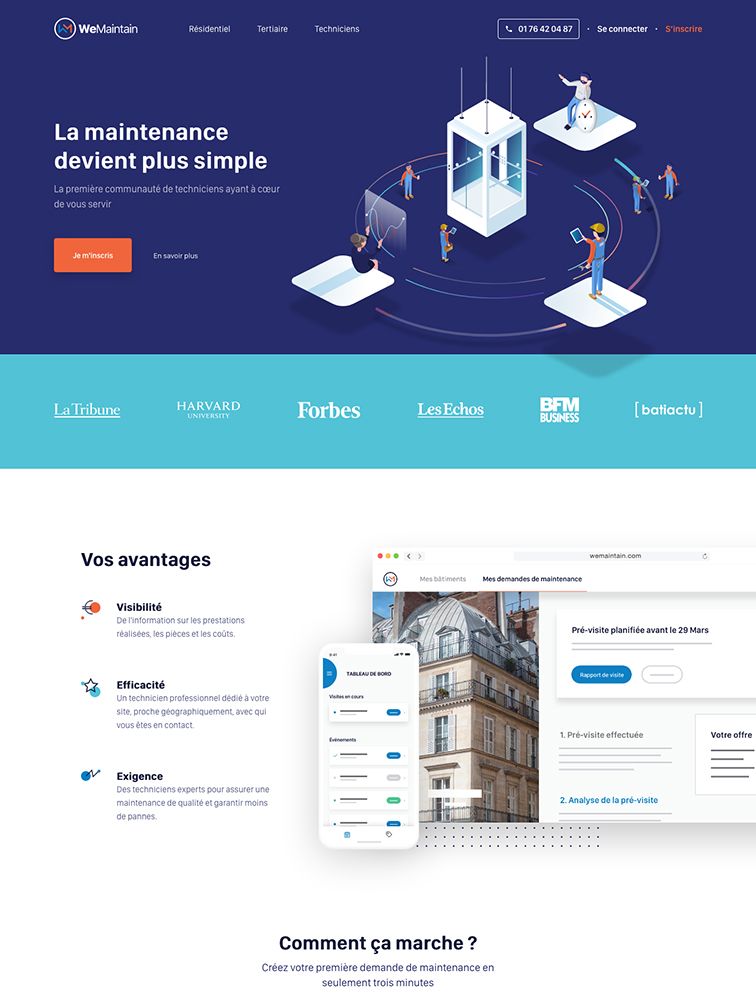 WeMaintain
Résidentiel
Tertiaire
Techniciens
01 76 42 04 87
Se connecter
S'inscrire
La maintenance
devient plus simple
La première communauté de techniciens ayant à cœur
de vous servir
Je m'inscris
En savoir plus
La Tribune
HARVARD
UNIVERSITY
Forbes
Les Echos
BFM
BUSINESS
[ batiactu ]
Vos avantages
Visibilité
De l'information sur les prestations
réalisées, les pièces et les coûts.
Efficacité
Un technicien professionnel dédié à votre
site, proche géographiquement, avec qui
vous êtes en contact.
Exigence
Des techniciens experts pour assurer une
maintenance de qualité et garantir moins
de pannes.
wemaintain.com
Mes bâtiments
Mes demandes de maintenance
Pré-visite planifiée avant le 29 Mars
Rapport de visite
1. Pré-visite effectuée
Votre offre
2. Analyse de la pré-visite
9:41
TABLEAU DE BORD
Visites en cours
Événements
Comment ça marche ?
Créez votre première demande de maintenance en
seulement trois minutes